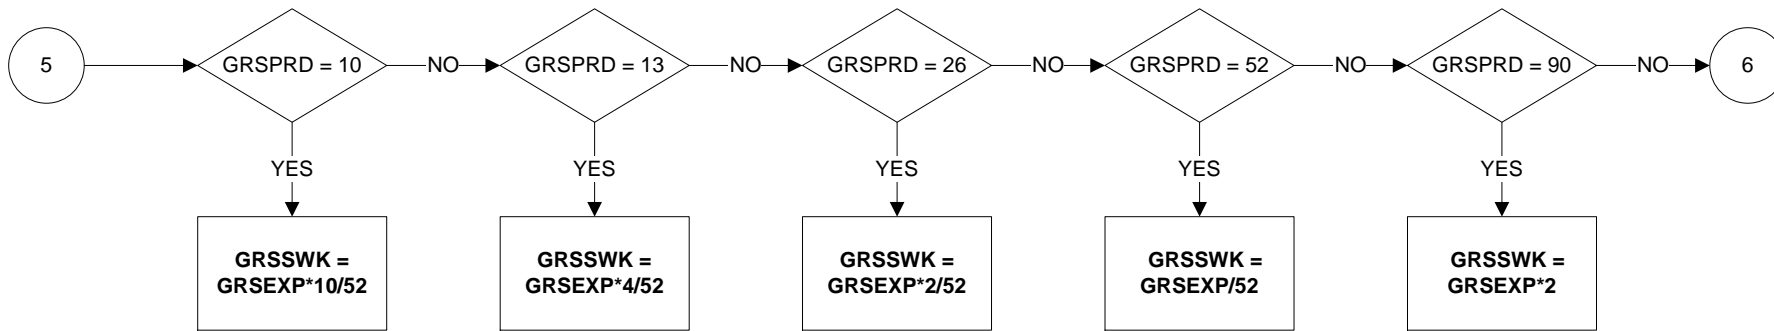 5
GRSPRD = 10
NO
GRSPRD = 13
NO
GRSPRD = 26
NO
GRSPRD = 52
NO
GRSPRD = 90
NO
6
YES
YES
YES
YES
YES
GRSSWK =
GRSEXP*10/52
GRSSWK =
GRSEXP*4/52
GRSSWK =
GRSEXP*2/52
GRSSWK =
GRSEXP/52
GRSSWK =
GRSEXP*2